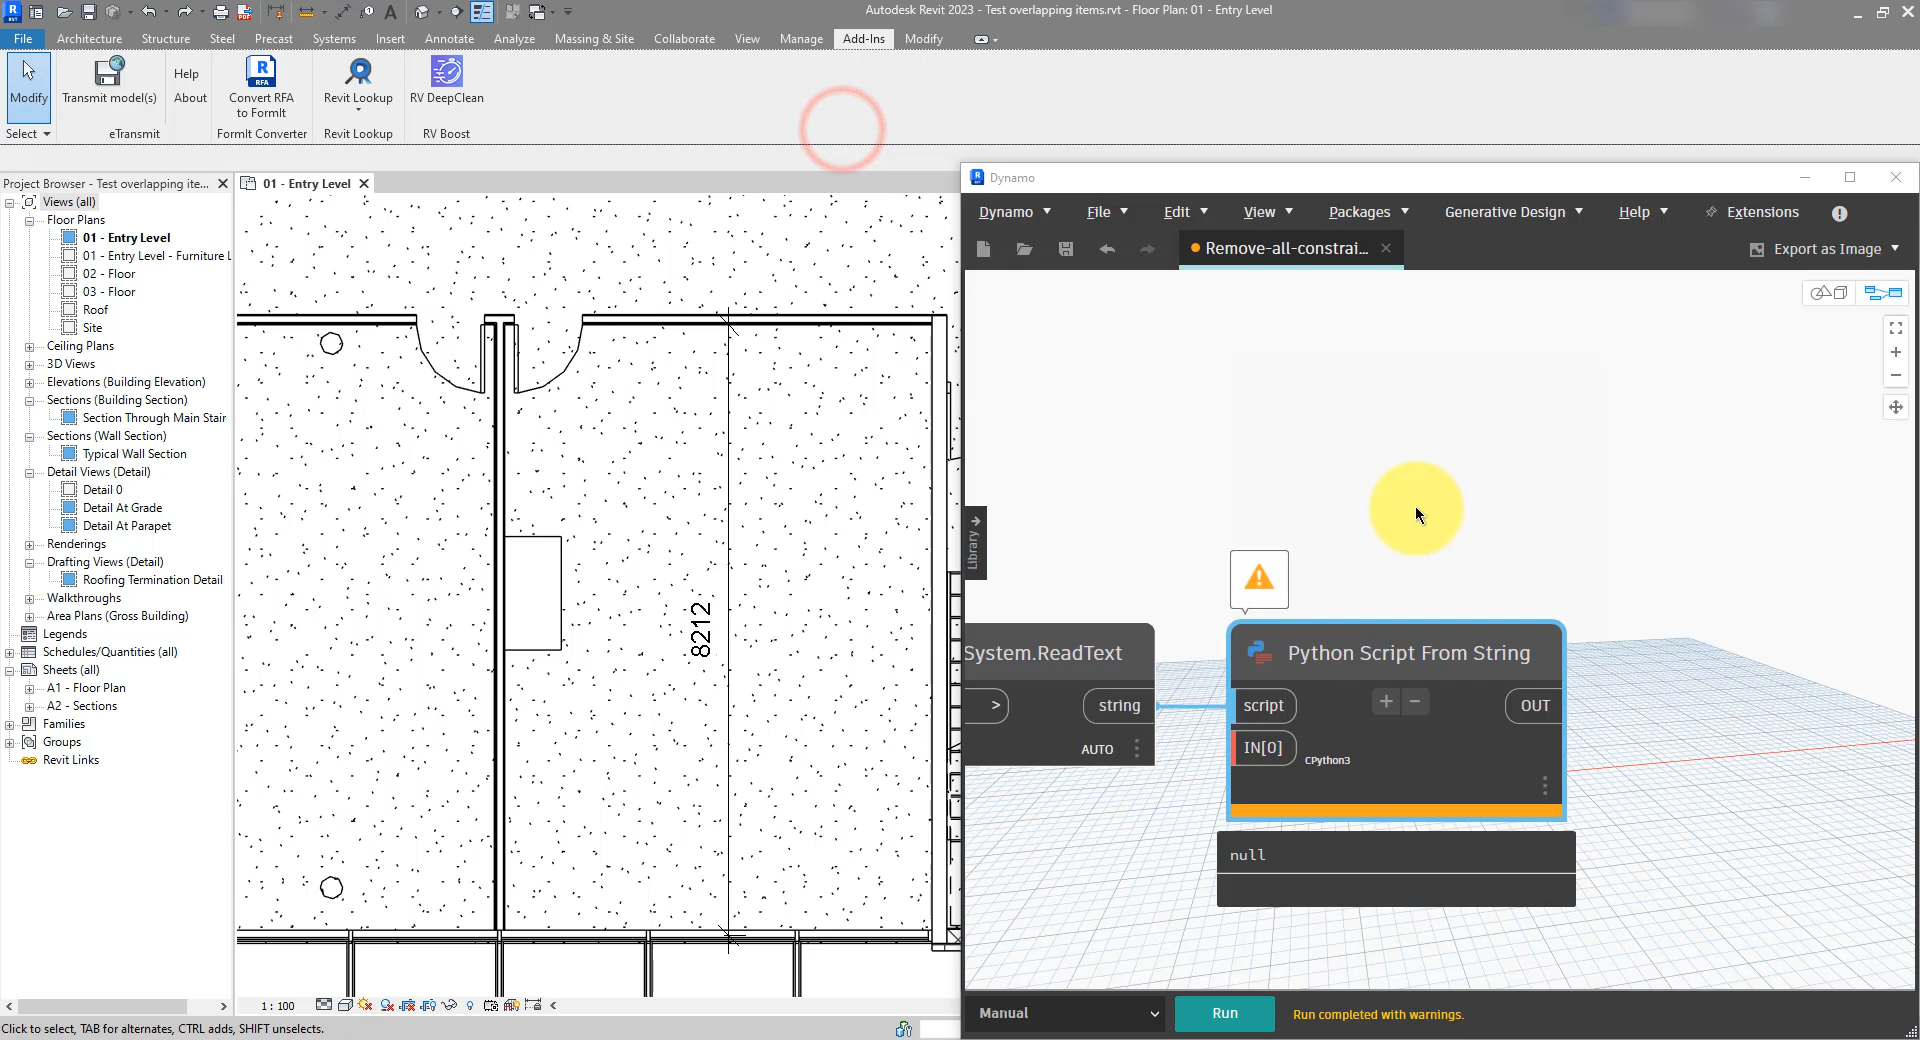 Autodesk Revit 2023 - Test overlapping items.rvt - Floor Plan: 01 - Entry Level
File Architecture Structure Steel Precast Systems Insert Annotate Analyze Massing & Site Collaborate View Manage Add-Ins Modify
Modify
Transmit model(s)
Help
About
Convert RFA
to FormIt
Revit Lookup
RV DeepClean
Select
eTransmit
FormIt Converter
Revit Lookup
RV Boost
Project Browser - Test overlapping ite...
01 - Entry Level
Views (all)
Floor Plans
01 - Entry Level
01 - Entry Level - Furniture L
02 - Floor
03 - Floor
Roof
Site
Ceiling Plans
3D Views
Elevations (Building Elevation)
Sections (Building Section)
Section Through Main Stair
Sections (Wall Section)
Typical Wall Section
Detail Views (Detail)
Detail 0
Detail At Grade
Detail At Parapet
Renderings
Drafting Views (Detail)
Roofing Termination Detail
Walkthroughs
Area Plans (Gross Building)
Legends
Schedules/Quantities (all)
Sheets (all)
A1 - Floor Plan
A2 - Sections
Families
Groups
Revit Links
8212
1 : 100
Click to select, TAB for alternates, CTRL adds, SHIFT unselects.
Dynamo
Dynamo File Edit View Packages Generative Design Help Extensions
Remove-all-constrai...
Export as Image
Library
System.ReadText
>
string
AUTO
Python Script From String
script
+ −
OUT
IN[0]
CPython3
null
Manual
Run
Run completed with warnings.